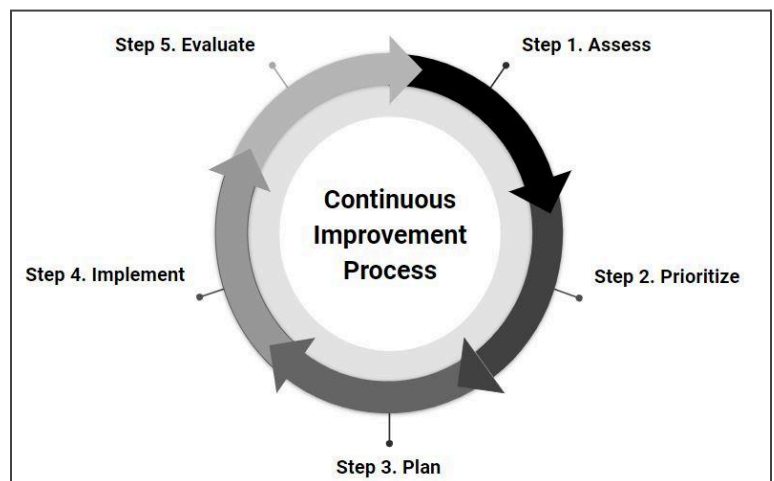 Step 5. Evaluate
Step 1. Assess
Continuous
Improvement
Process
Step 4. Implement
Step 2. Prioritize
Step 3. Plan